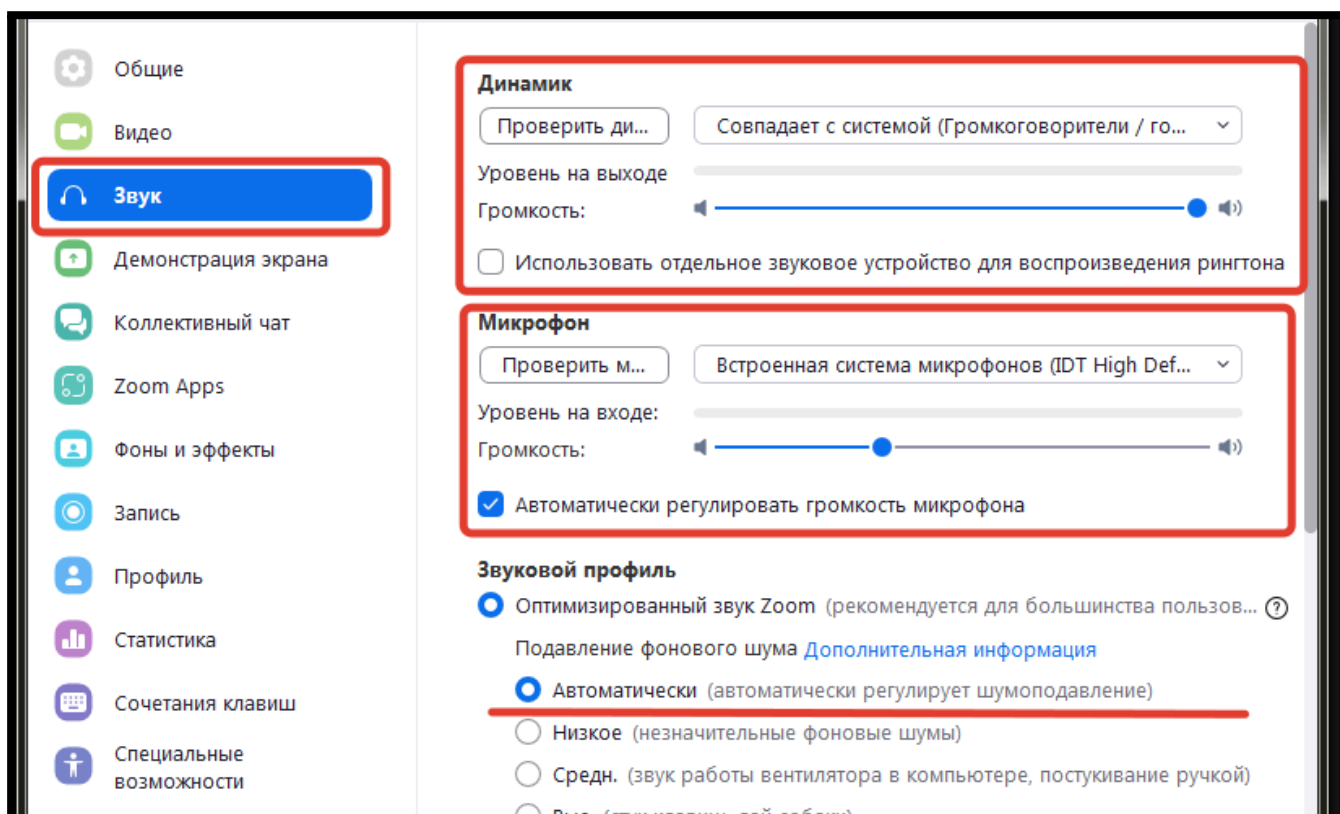 Общие
Видео
Звук
Демонстрация экрана
Коллективный чат
Zoom Apps
Фоны и эффекты
Запись
Профиль
Статистика
Сочетания клавиш
Специальные
возможности
Динамик
Проверить ди... Совпадает с системой (Громкоговорители / го...
Уровень на выходе
Громкость:
Использовать отдельное звуковое устройство для воспроизведения рингтона
Микрофон
Проверить м... Встроенная система микрофонов (IDT High Def...
Уровень на входе:
Громкость:
Автоматически регулировать громкость микрофона
Звуковой профиль
Оптимизированный звук Zoom (рекомендуется для большинства пользов... ?
Подавление фонового шума Дополнительная информация
Автоматически (автоматически регулирует шумоподавление)
Низкое (незначительные фоновые шумы)
Средн. (звук работы вентилятора в компьютере, постукивание ручкой)